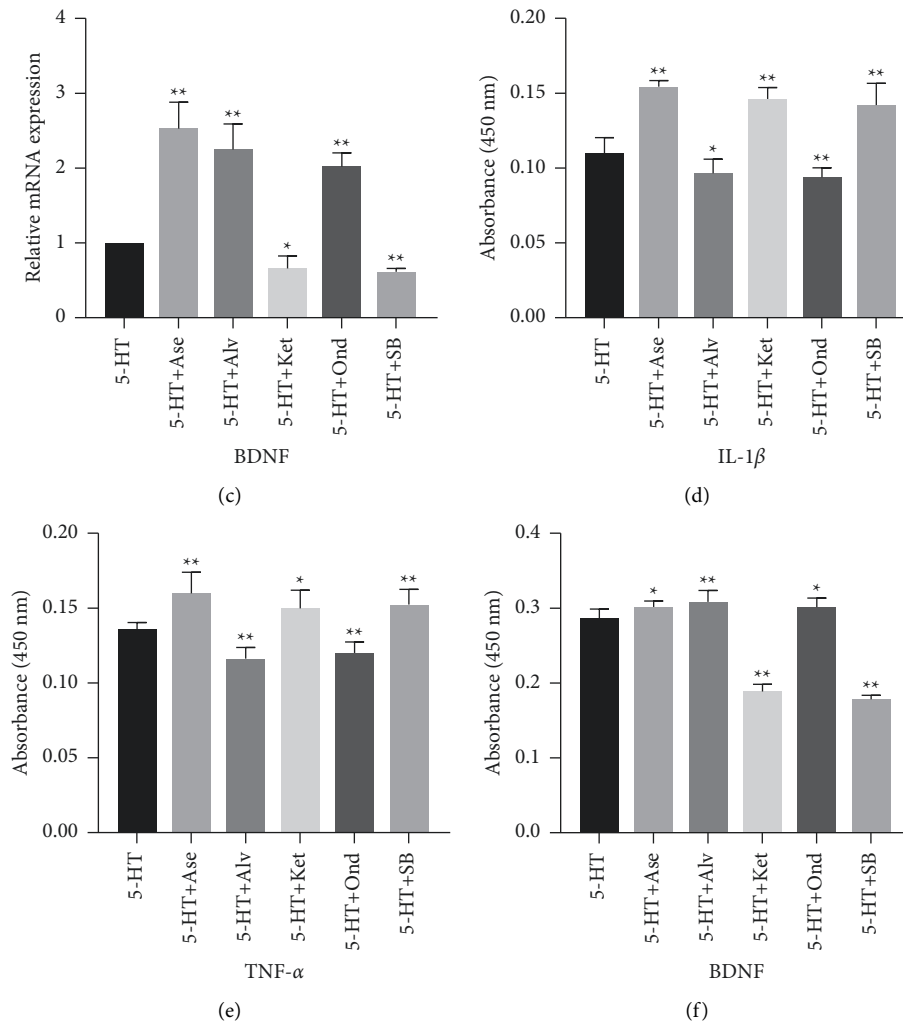 4
3
2
1
0
Relative mRNA expression
**
**
*
**
**
5-HT
5-HT+Ase
5-HT+Alv
5-HT+Ket
5-HT+Ond
5-HT+SB
BDNF
(c)
0.20
0.15
0.10
0.05
0.00
Absorbance (450 nm)
**
*
**
**
**
5-HT
5-HT+Ase
5-HT+Alv
5-HT+Ket
5-HT+Ond
5-HT+SB
IL-1β
(d)
0.20
0.15
0.10
0.05
0.00
Absorbance (450 nm)
**
**
*
**
**
5-HT
5-HT+Ase
5-HT+Alv
5-HT+Ket
5-HT+Ond
5-HT+SB
TNF-α
(e)
0.4
0.3
0.2
0.1
0.0
Absorbance (450 nm)
*
**
**
*
**
5-HT
5-HT+Ase
5-HT+Alv
5-HT+Ket
5-HT+Ond
5-HT+SB
BDNF
(f)